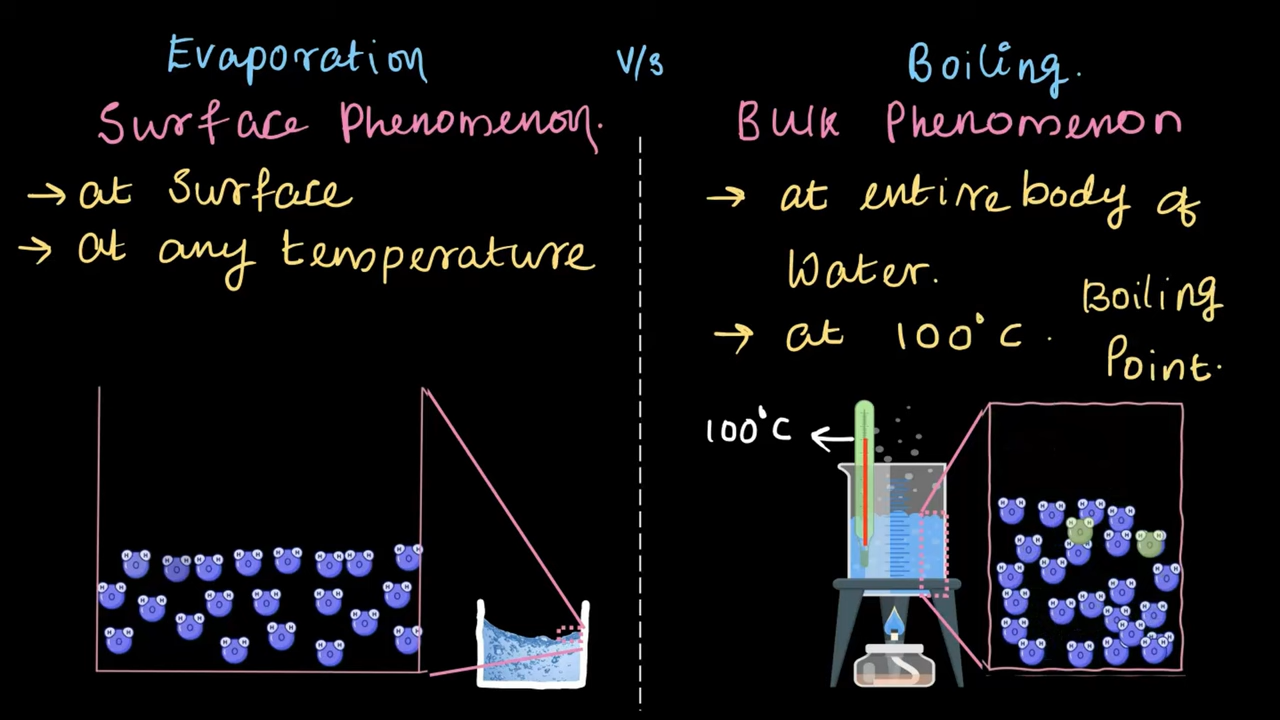 Evaporation V/s Boiling.
Surface Phenomenon.
→ at Surface
→ at any temperature
Bulk Phenomenon
→ at entire body of
Water.
→ at 100°C.
Boiling
Point.
100°C